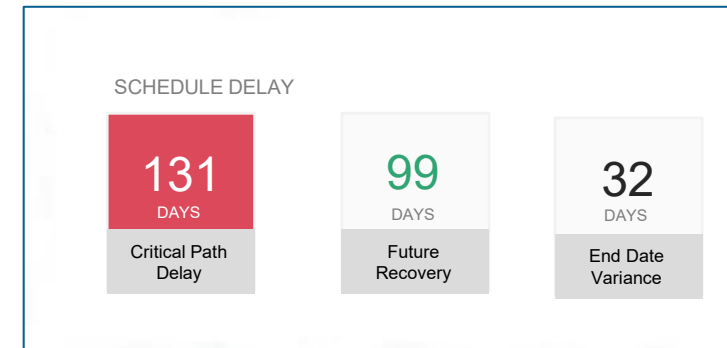 SCHEDULE DELAY
131
DAYS
Critical Path
Delay
99
DAYS
Future
Recovery
32
DAYS
End Date
Variance